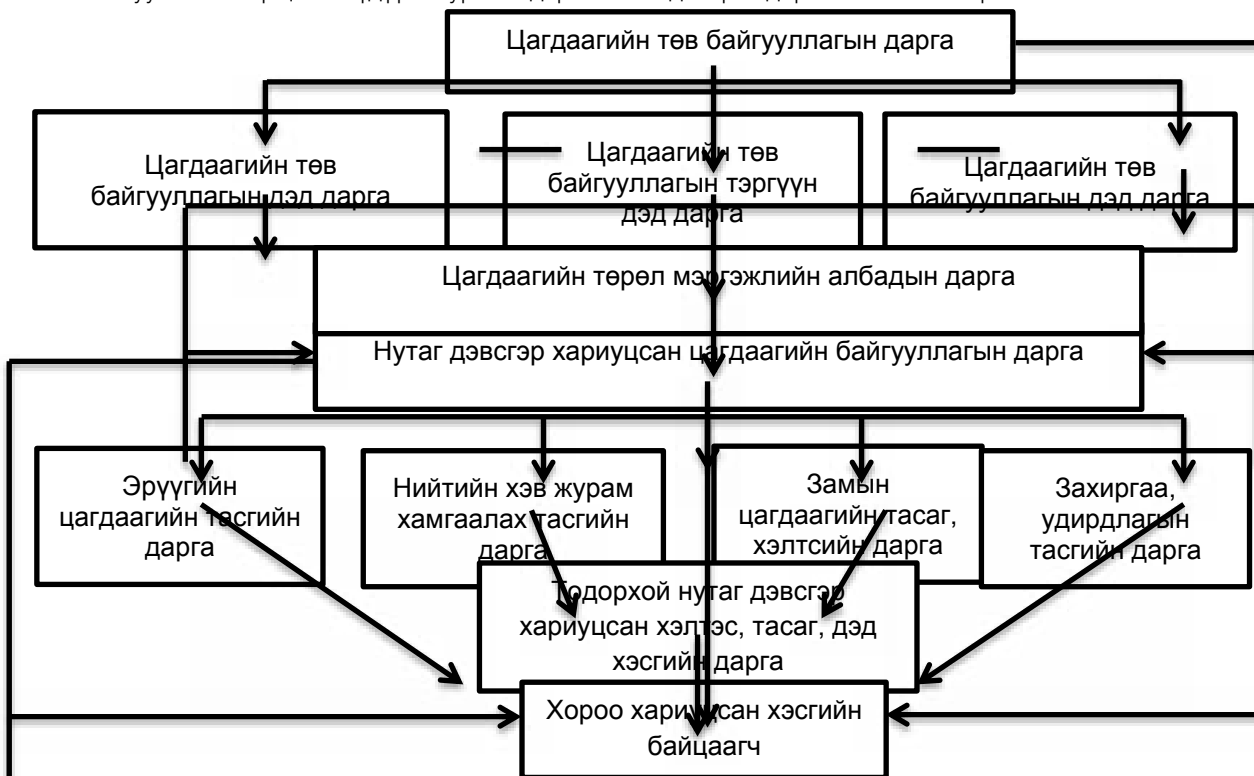 Цагдаагийн төв байгууллагын дарга
Цагдаагийн төв
байгууллагын дэд дарга
Цагдаагийн төв
байгууллагын тэргүүн
дэд дарга
Цагдаагийн төв
байгууллагын дэд дарга
Цагдаагийн төрөл мэргэжлийн албадын дарга
Нутаг дэвсгэр хариуцсан цагдаагийн байгууллагын дарга
Эрүүгийн
цагдаагийн тасгийн
дарга
Нийтийн хэв журам
хамгаалах тасгийн
дарга
Замын
цагдаагийн тасаг,
хэлтсийн дарга
Захиргаа,
удирдлагын
тасгийн дарга
Тодорхой нутаг дэвсгэр
хариуцсан хэлтэс, тасаг, дэд
хэсгийн дарга
Хороо хариуцсан хэсгийн
байцаагч